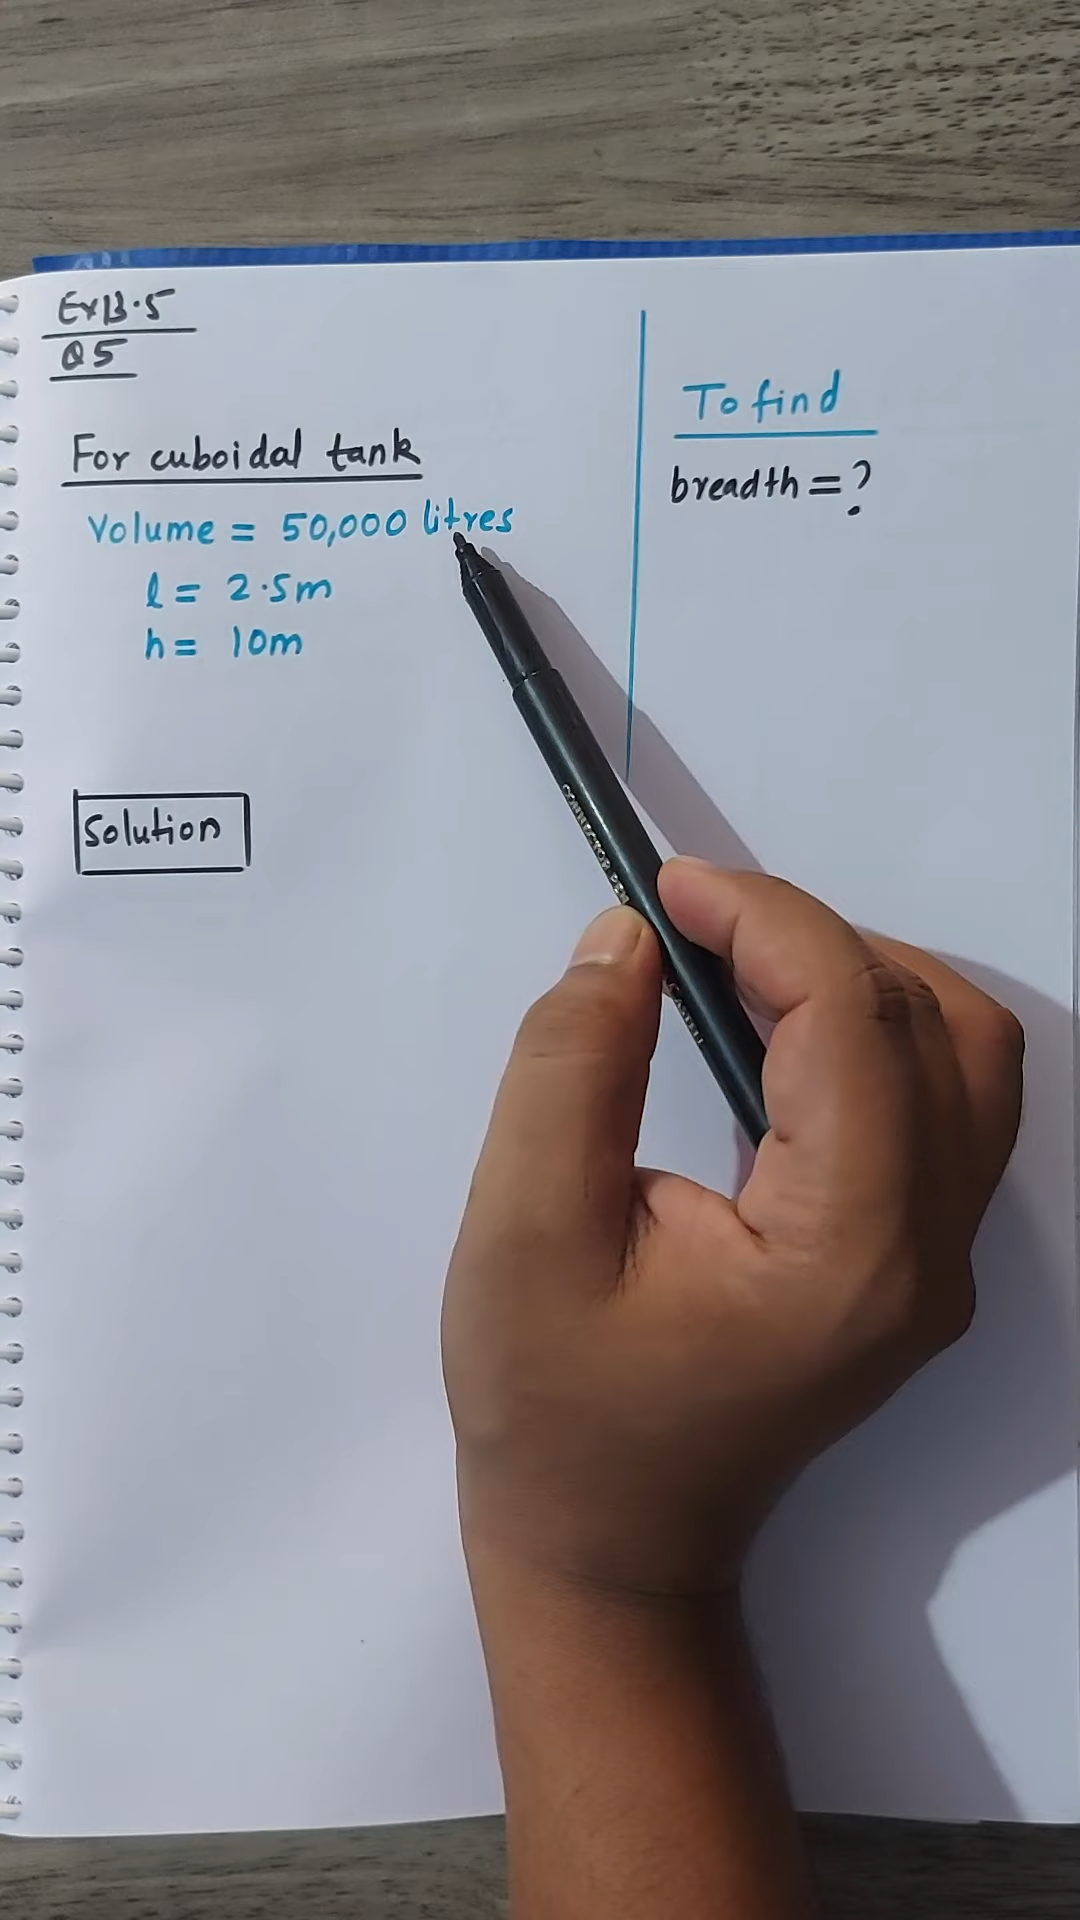 Ex13.5
Q5
For cuboidal tank
Volume = 50,000 litres
l = 2.5m
h = 10m
To find
breadth = ?
Solution